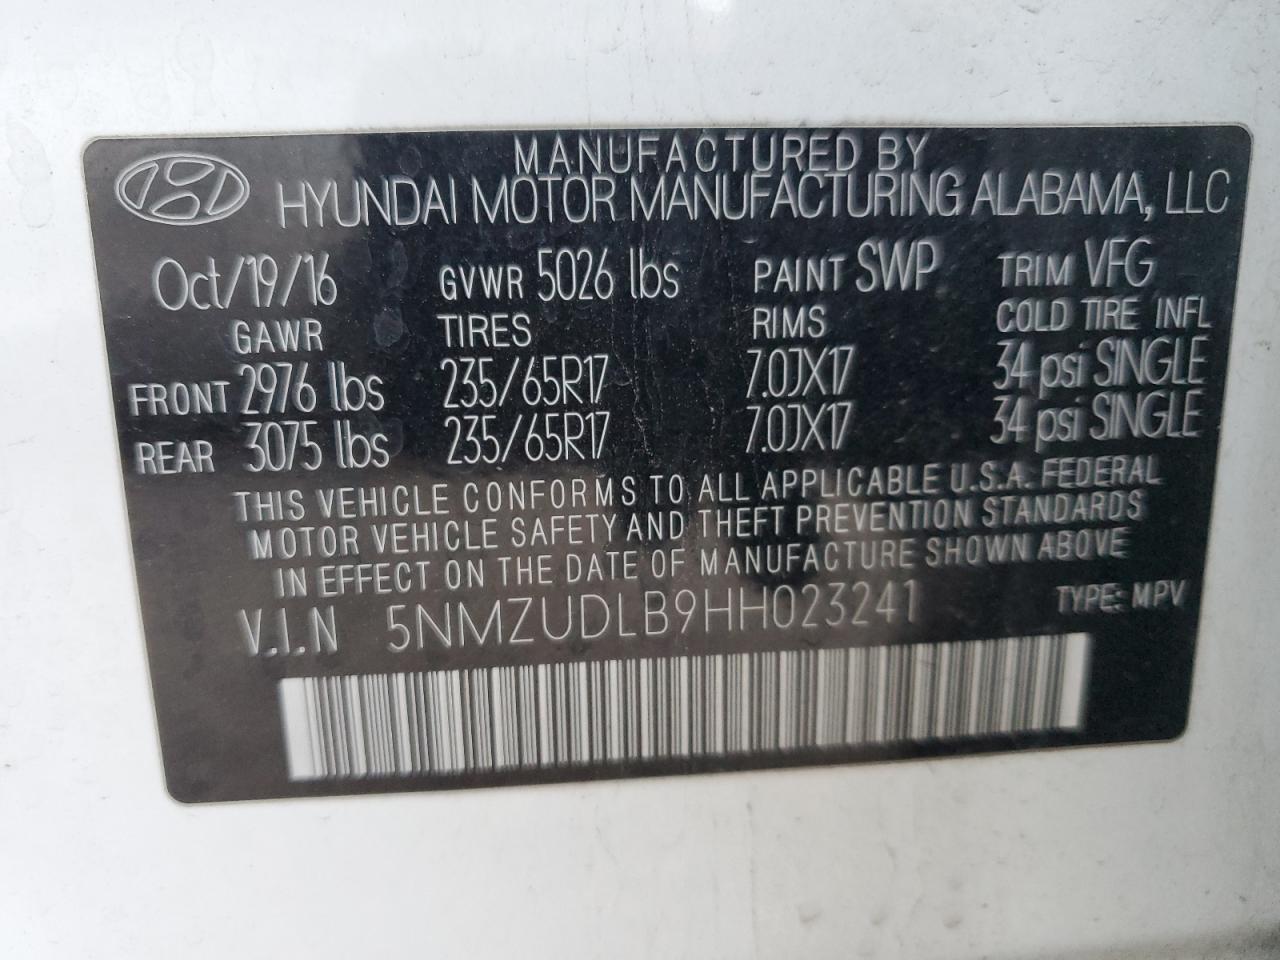 MANUFACTURED BY
HYUNDAI MOTOR MANUFACTURING ALABAMA, LLC
Oct/19/16 GVWR 5026 lbs PAINT SWP TRIM VFG
GAWR TIRES RIMS COLD TIRE INFL
FRONT 2976 lbs 235/65R17 7.0JX17 34 psi SINGLE
REAR 3075 lbs 235/65R17 7.0JX17 34 psi SINGLE
THIS VEHICLE CONFORMS TO ALL APPLICABLE U.S.A. FEDERAL
MOTOR VEHICLE SAFETY AND THEFT PREVENTION STANDARDS
IN EFFECT ON THE DATE OF MANUFACTURE SHOWN ABOVE
V.I.N 5NMZUDLB9HH023241 TYPE: MPV